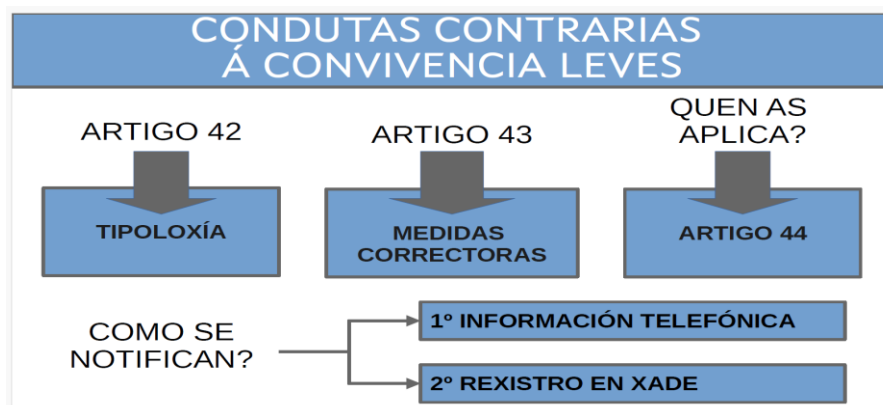 CONDUTAS CONTRARIAS
Á CONVIVENCIA LEVES
ARTIGO 42
TIPOLOXÍA
ARTIGO 43
MEDIDAS
CORRECTORAS
QUEN AS
APLICA?
ARTIGO 44
COMO SE
NOTIFICAN?
1º INFORMACIÓN TELEFÓNICA
2º REXISTRO EN XADE